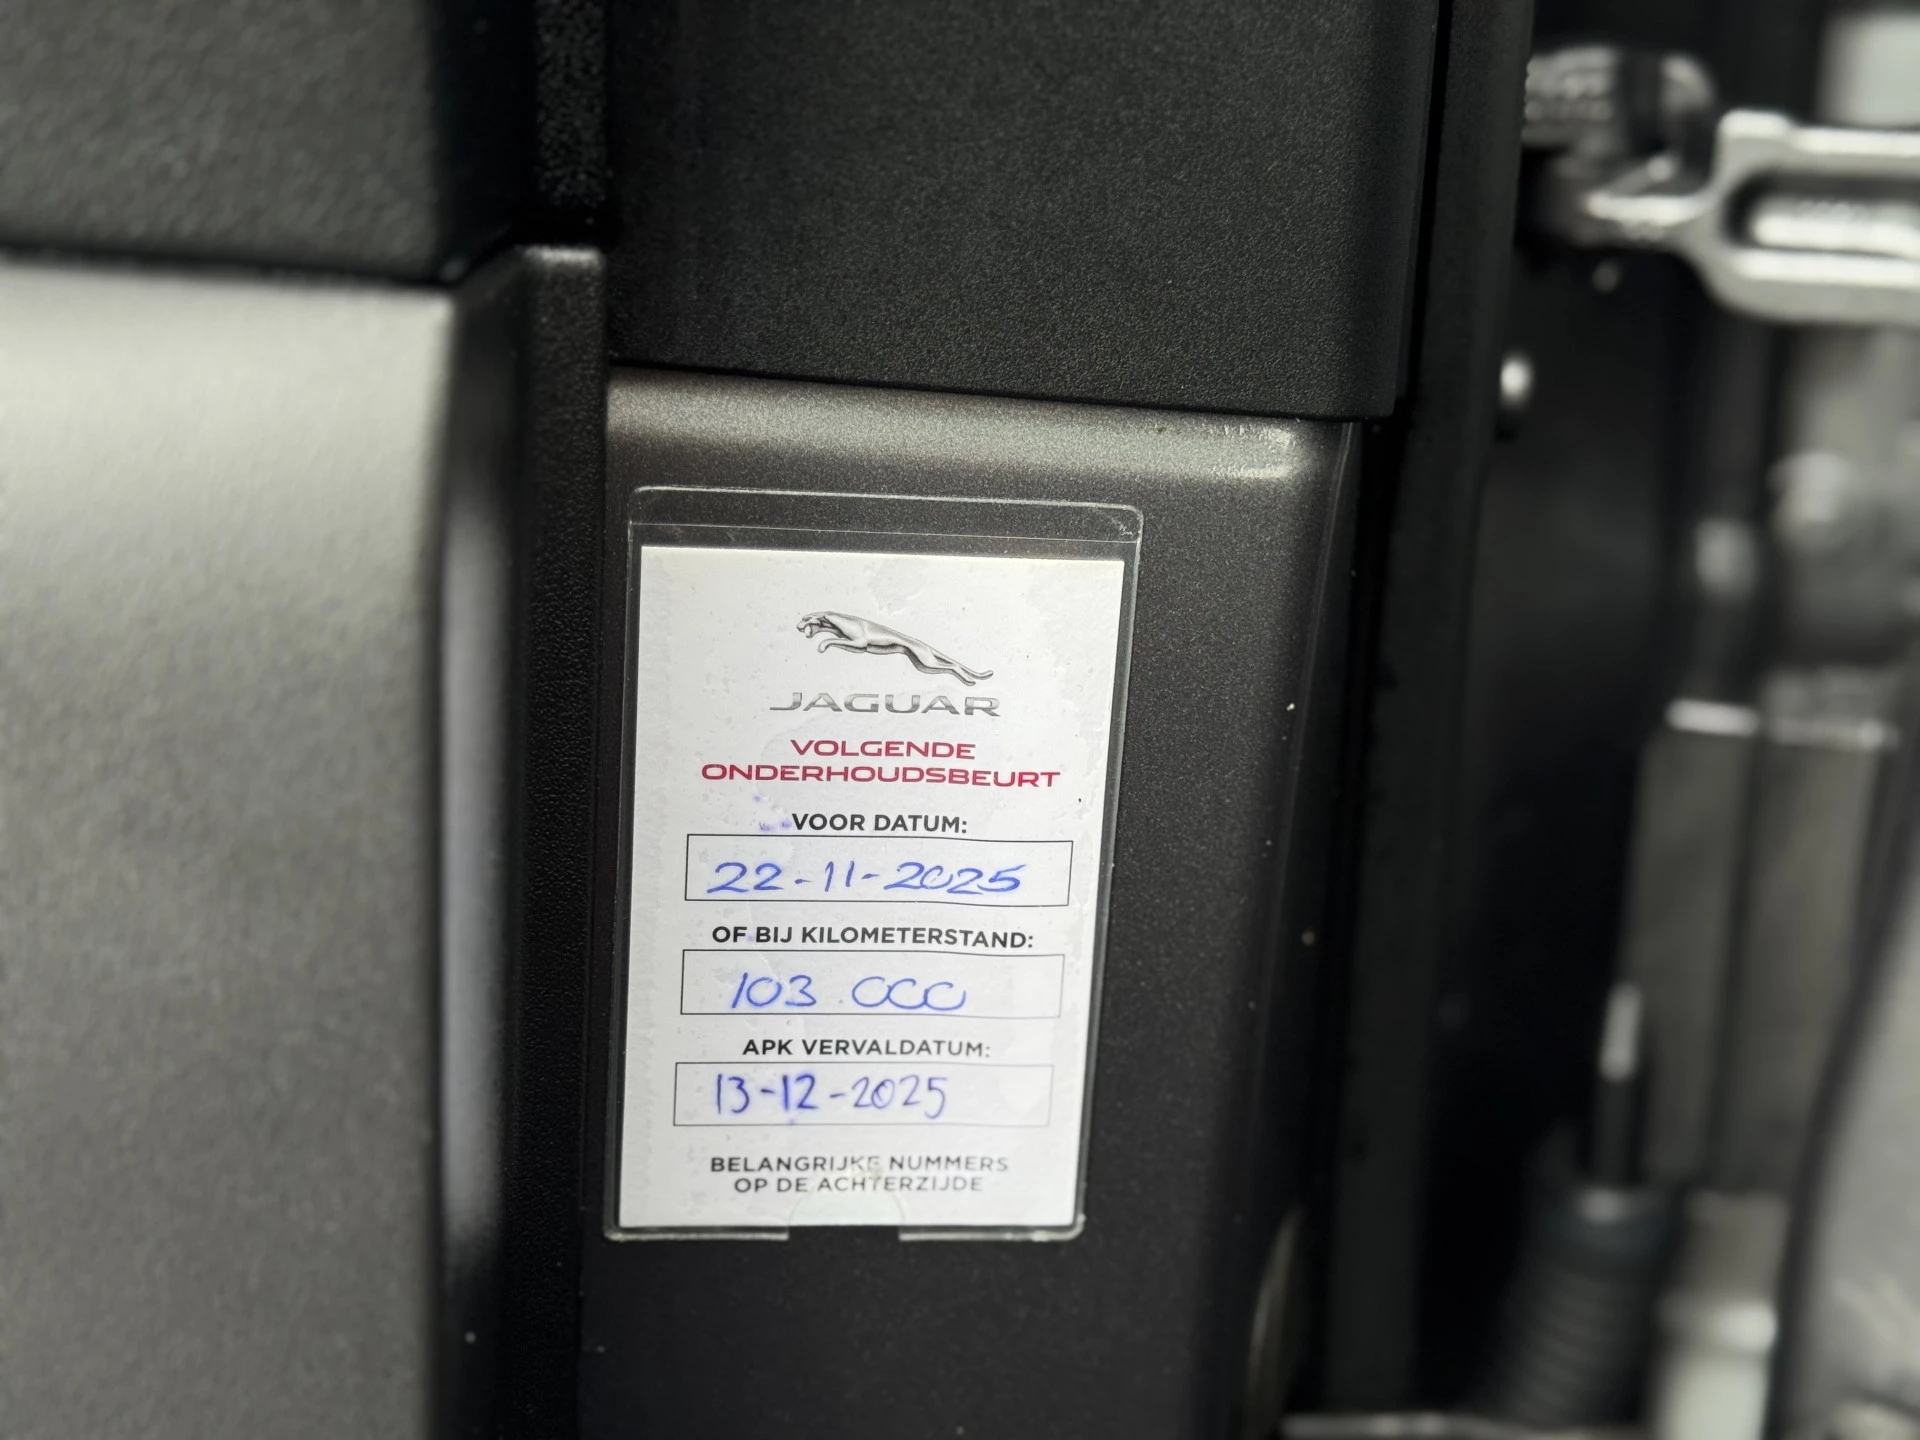 JAGUAR
VOLGENDE
ONDERHOUDSBEURT
VOOR DATUM:
22-11-2025
OF BIJ KILOMETERSTAND:
103.000
APK VERVALDATUM:
13-12-2025
BELANGRIJKE NUMMERS
OP DE ACHTERZIJDE